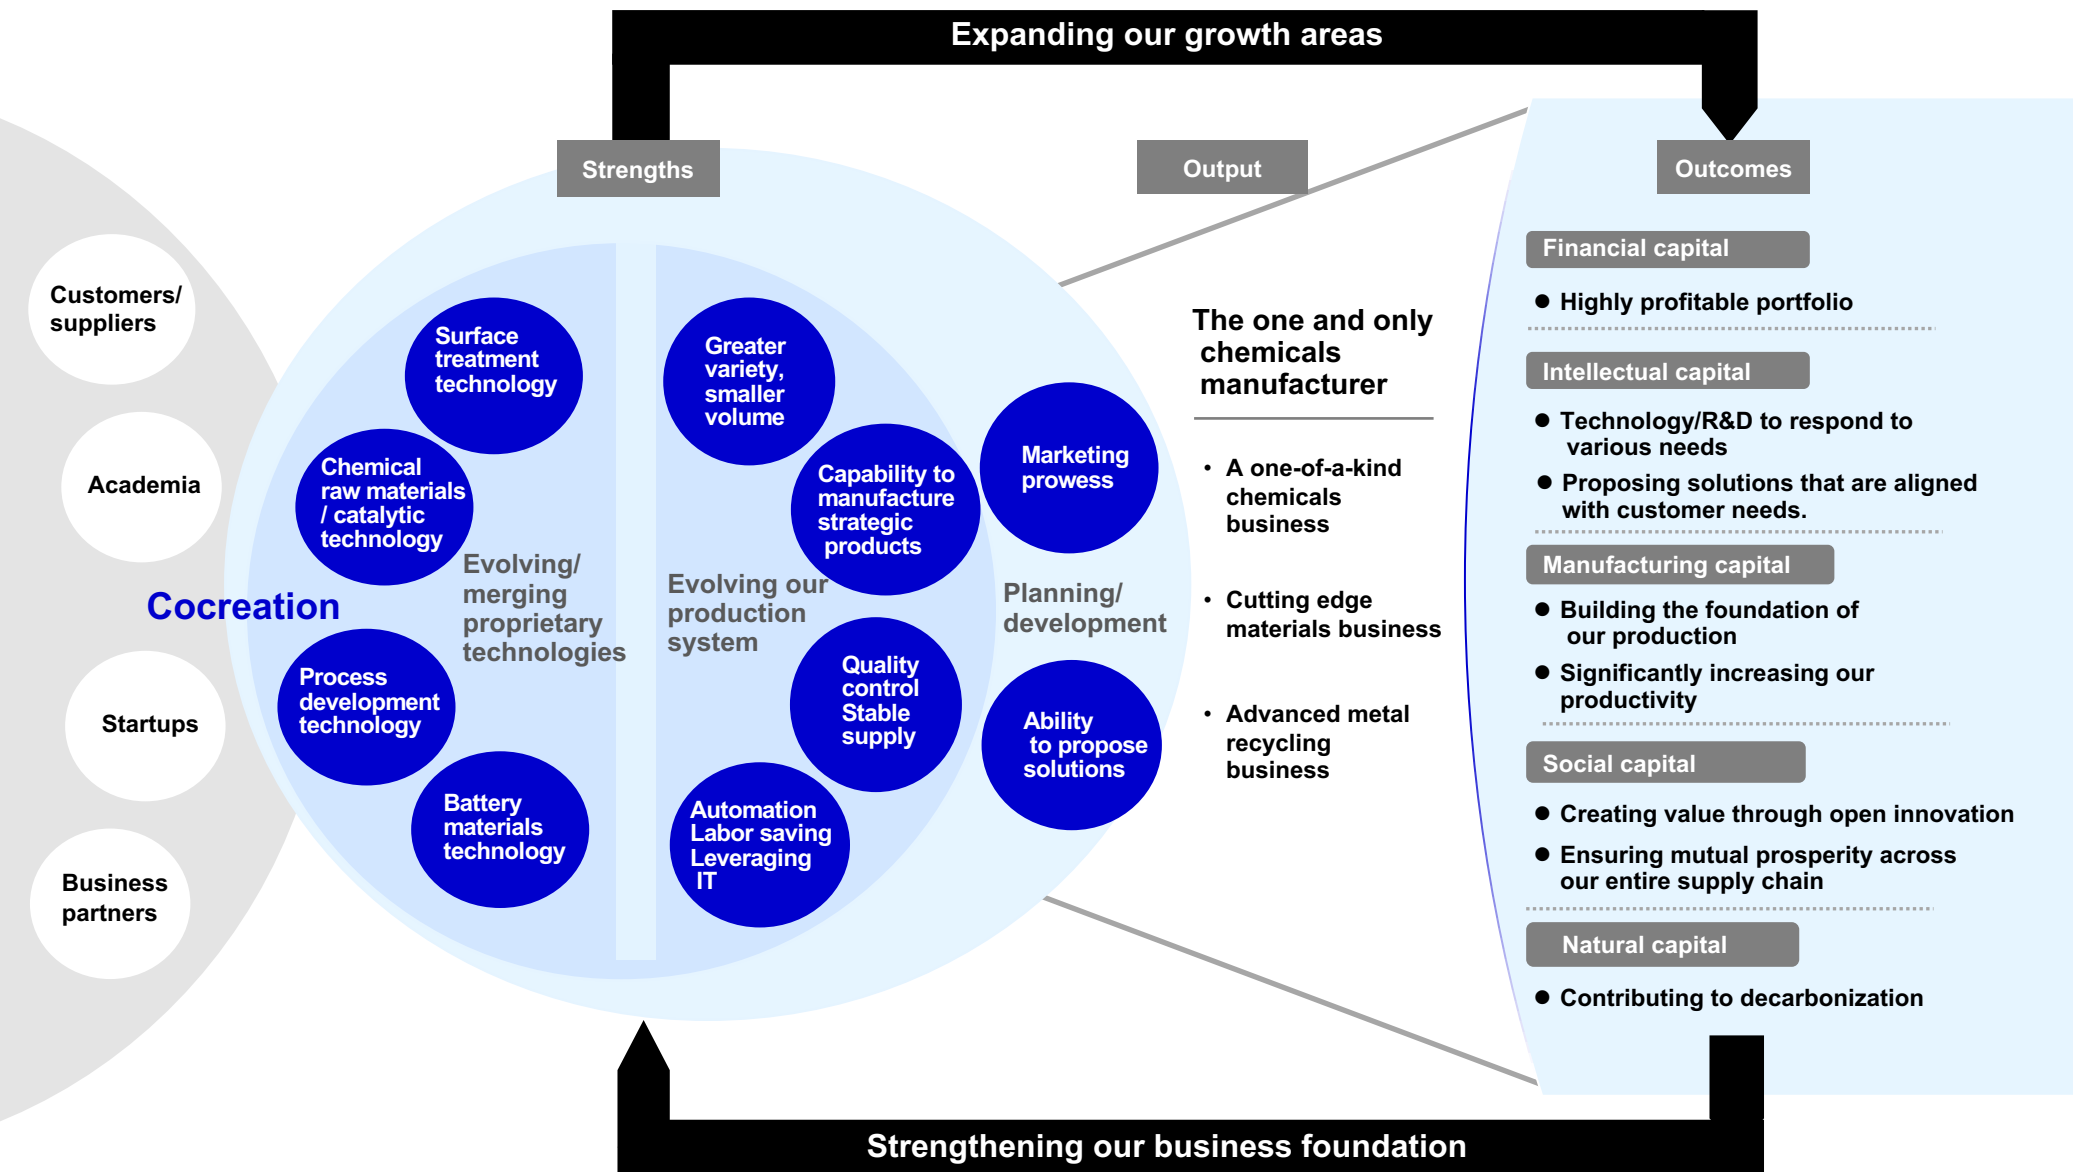 Expanding our growth areas
Strengths
Output
Outcomes
Customers/
suppliers
Academia
Cocreation
Startups
Business
partners
Surface
treatment
technology
Chemical
raw materials
/ catalytic
technology
Evolving/
merging
proprietary
technologies
Process
development
technology
Battery
materials
technology
Greater
variety,
smaller
volume
Capability to
manufacture
strategic
products
Evolving our
production
system
Quality
control
Stable
supply
Automation
Labor saving
Leveraging
IT
Marketing
prowess
Planning/
development
Ability
to propose
solutions
The one and only
chemicals
manufacturer
• A one-of-a-kind
chemicals
business
• Cutting edge
materials business
• Advanced metal
recycling
business
Financial capital
● Highly profitable portfolio
Intellectual capital
● Technology/R&D to respond to
various needs
● Proposing solutions that are aligned
with customer needs.
Manufacturing capital
● Building the foundation of
our production
● Significantly increasing our
productivity
Social capital
● Creating value through open innovation
● Ensuring mutual prosperity across
our entire supply chain
Natural capital
● Contributing to decarbonization
Strengthening our business foundation